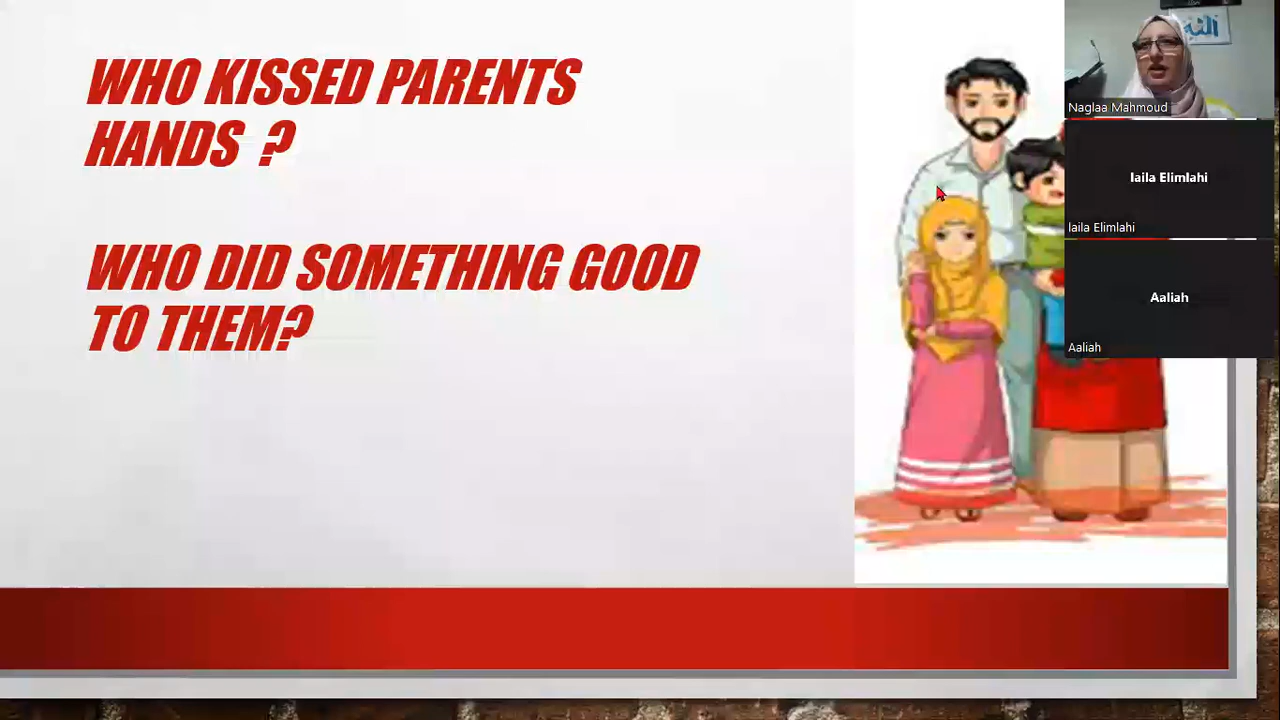 WHO KISSED PARENTS
HANDS ?
WHO DID SOMETHING GOOD
TO THEM?
Naglaa Mahmoud
laila Elimlahi
laila Elimlahi
Aaliah
Aaliah